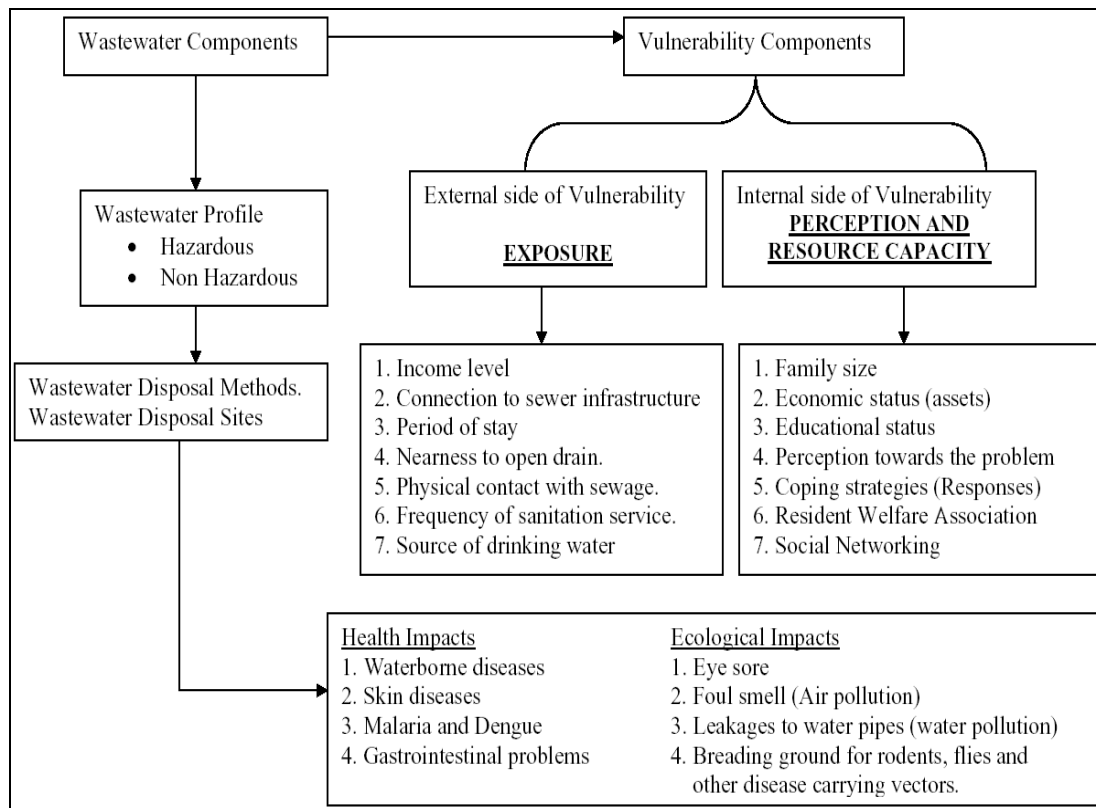 Wastewater Components
Vulnerability Components
External side of Vulnerability
EXPOSURE
Internal side of Vulnerability
PERCEPTION AND
RESOURCE CAPACITY
Wastewater Profile
• Hazardous
• Non Hazardous
Wastewater Disposal Methods.
Wastewater Disposal Sites
1. Income level
2. Connection to sewer infrastructure
3. Period of stay
4. Nearness to open drain.
5. Physical contact with sewage.
6. Frequency of sanitation service.
7. Source of drinking water
1. Family size
2. Economic status (assets)
3. Educational status
4. Perception towards the problem
5. Coping strategies (Responses)
6. Resident Welfare Association
7. Social Networking
Health Impacts
1. Waterborne diseases
2. Skin diseases
3. Malaria and Dengue
4. Gastrointestinal problems
Ecological Impacts
1. Eye sore
2. Foul smell (Air pollution)
3. Leakages to water pipes (water pollution)
4. Breading ground for rodents, flies and
other disease carrying vectors.